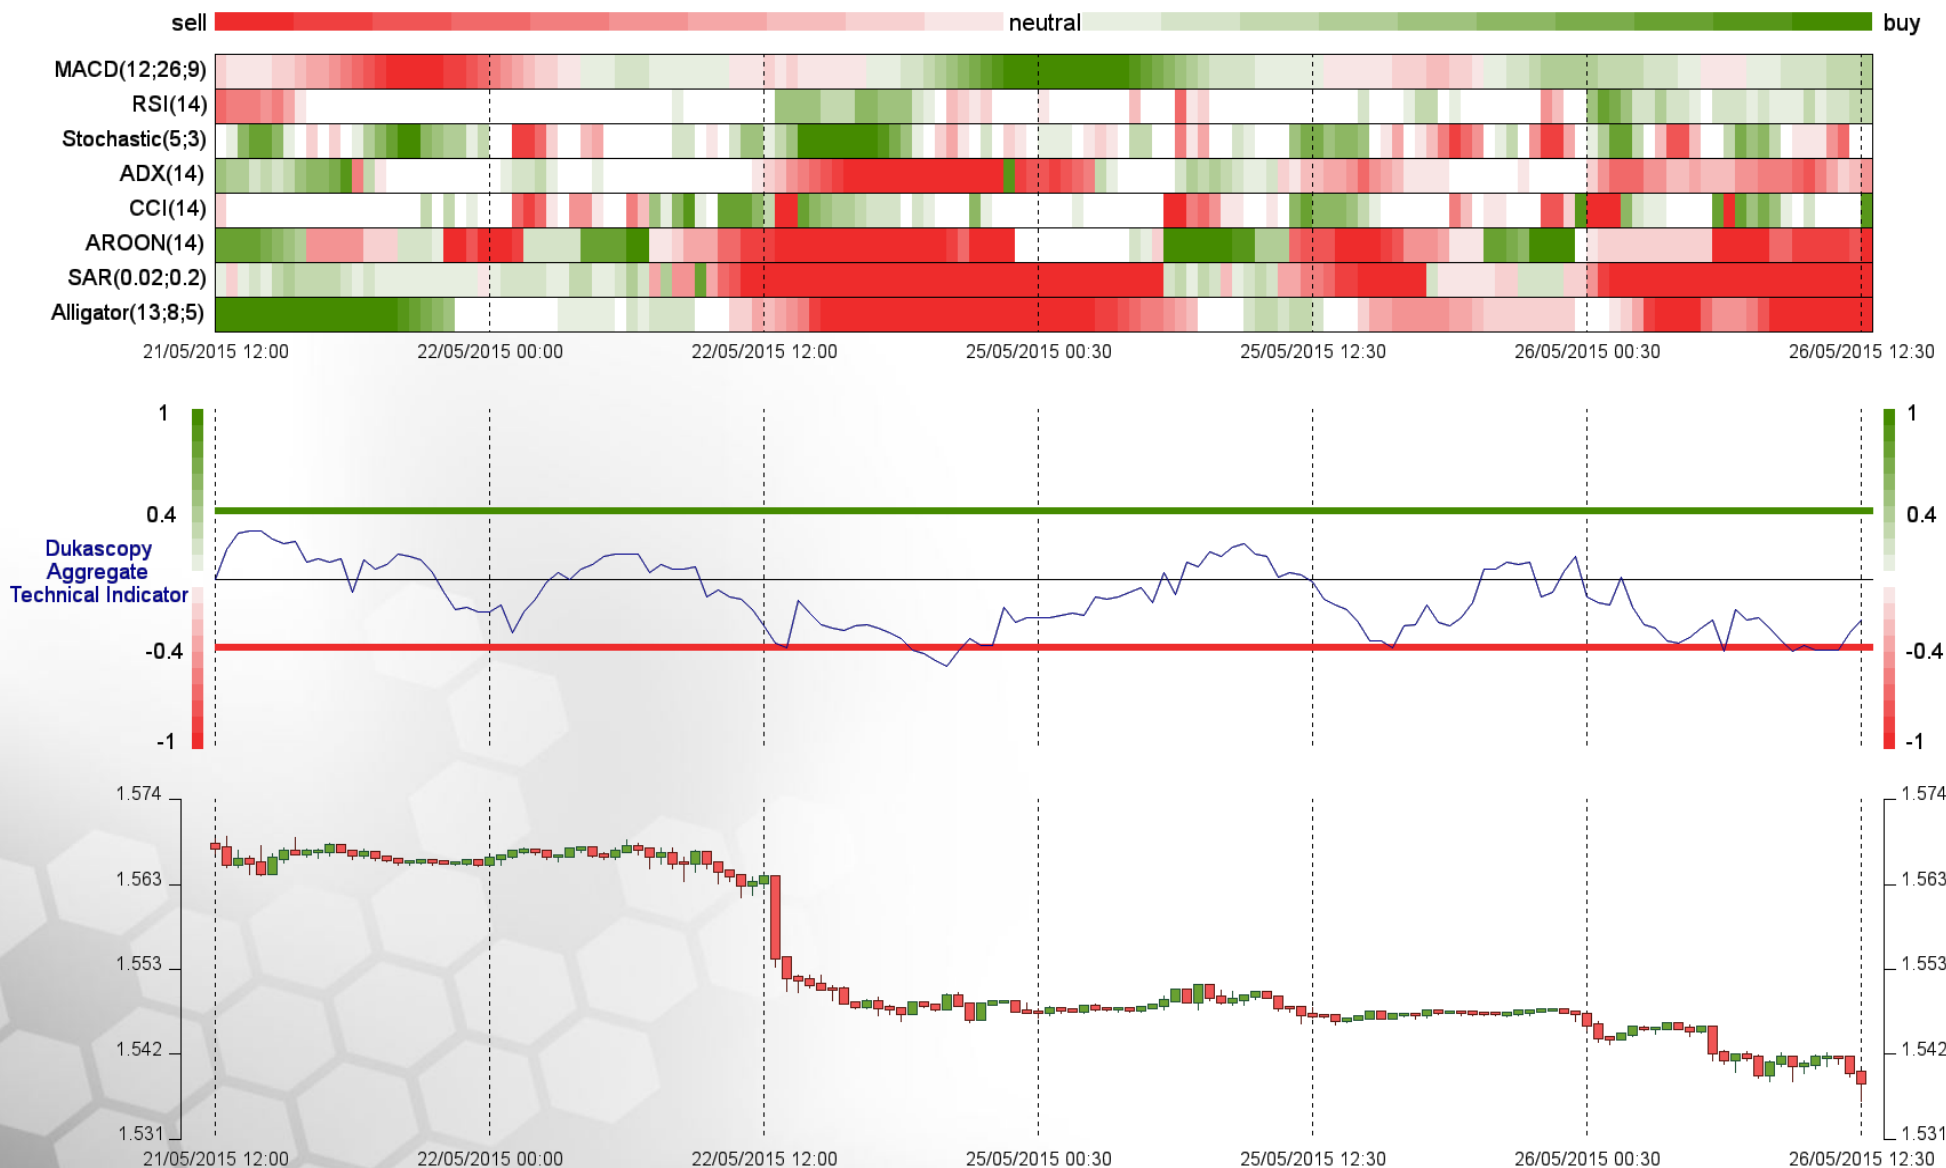 sell neutral buy
MACD(12;26;9)
RSI(14)
Stochastic(5;3)
ADX(14)
CCI(14)
AROON(14)
SAR(0.02;0.2)
Alligator(13;8;5)
21/05/2015 12:00 22/05/2015 00:00 22/05/2015 12:00 25/05/2015 00:30 25/05/2015 12:30 26/05/2015 00:30 26/05/2015 12:30
1 1
0.4 0.4
Dukascopy
Aggregate
Technical Indicator
-0.4 -0.4
-1 -1
1.574 1.574
1.563 1.563
1.553 1.553
1.542 1.542
1.531 1.531
21/05/2015 12:00 22/05/2015 00:00 22/05/2015 12:00 25/05/2015 00:30 25/05/2015 12:30 26/05/2015 00:30 26/05/2015 12:30